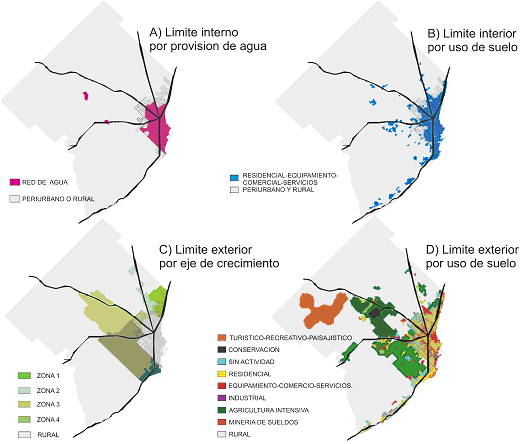 A) Limite interno
por provision de agua
RED DE AGUA
PERIURBANO O RURAL
B) Limite interior
por uso de suelo
RESIDENCIAL-EQUIPAMIENTO-
COMERCIAL-SERVICIOS
PERIURBANO Y RURAL
C) Limite exterior
por eje de crecimiento
ZONA 1
ZONA 2
ZONA 3
ZONA 4
RURAL
D) Limite exterior
por uso de suelo
TURISTICO-RECREATIVO-PAISAJISTICO
CONSERVACION
SIN ACTIVIDAD
RESIDENCIAL
EQUIPAMIENTO-COMERCIO-SERVICIOS.
INDUSTRIAL
AGRICULTURA INTENSIVA
MINERIA DE SUELDOS
RURAL